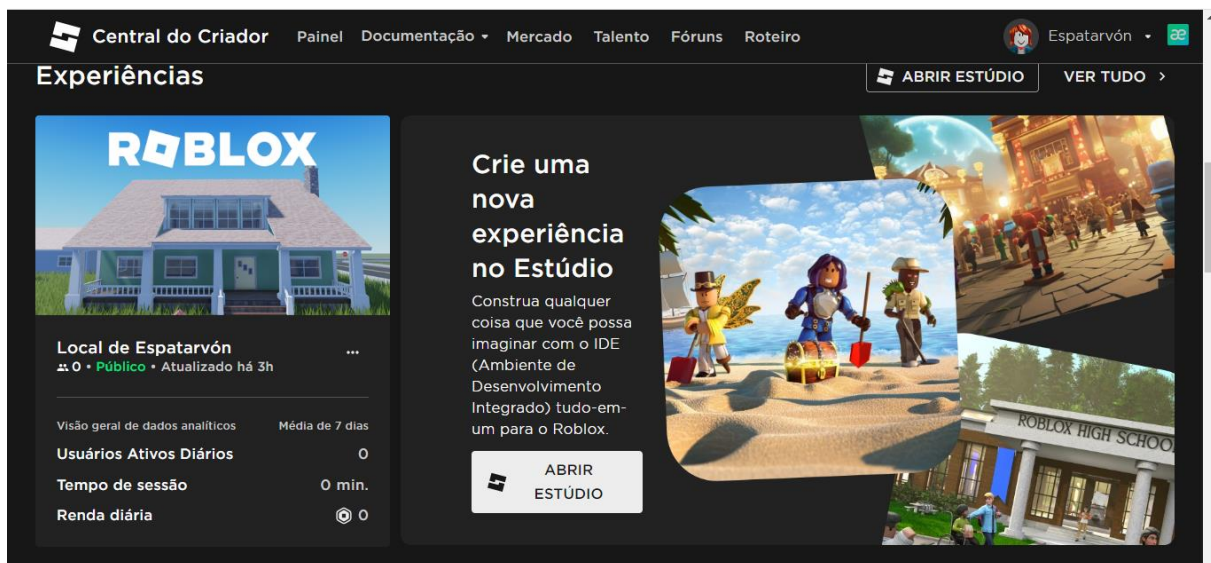 Central do Criador Painel Documentação Mercado Talento Fóruns Roteiro Espatarvón æ
Experiências ABRIR ESTÚDIO VER TUDO >
ROBLOX
Local de Espatarvón ...
0 • Público • Atualizado há 3h
Visão geral de dados analíticos Média de 7 dias
Usuários Ativos Diários 0
Tempo de sessão 0 min.
Renda diária 0
Crie uma
nova
experiência
no Estúdio
Construa qualquer
coisa que você possa
imaginar com o IDE
(Ambiente de
Desenvolvimento
Integrado) tudo-em-
um para o Roblox.
ABRIR
ESTÚDIO
ROBLOX HIGH SCHOO